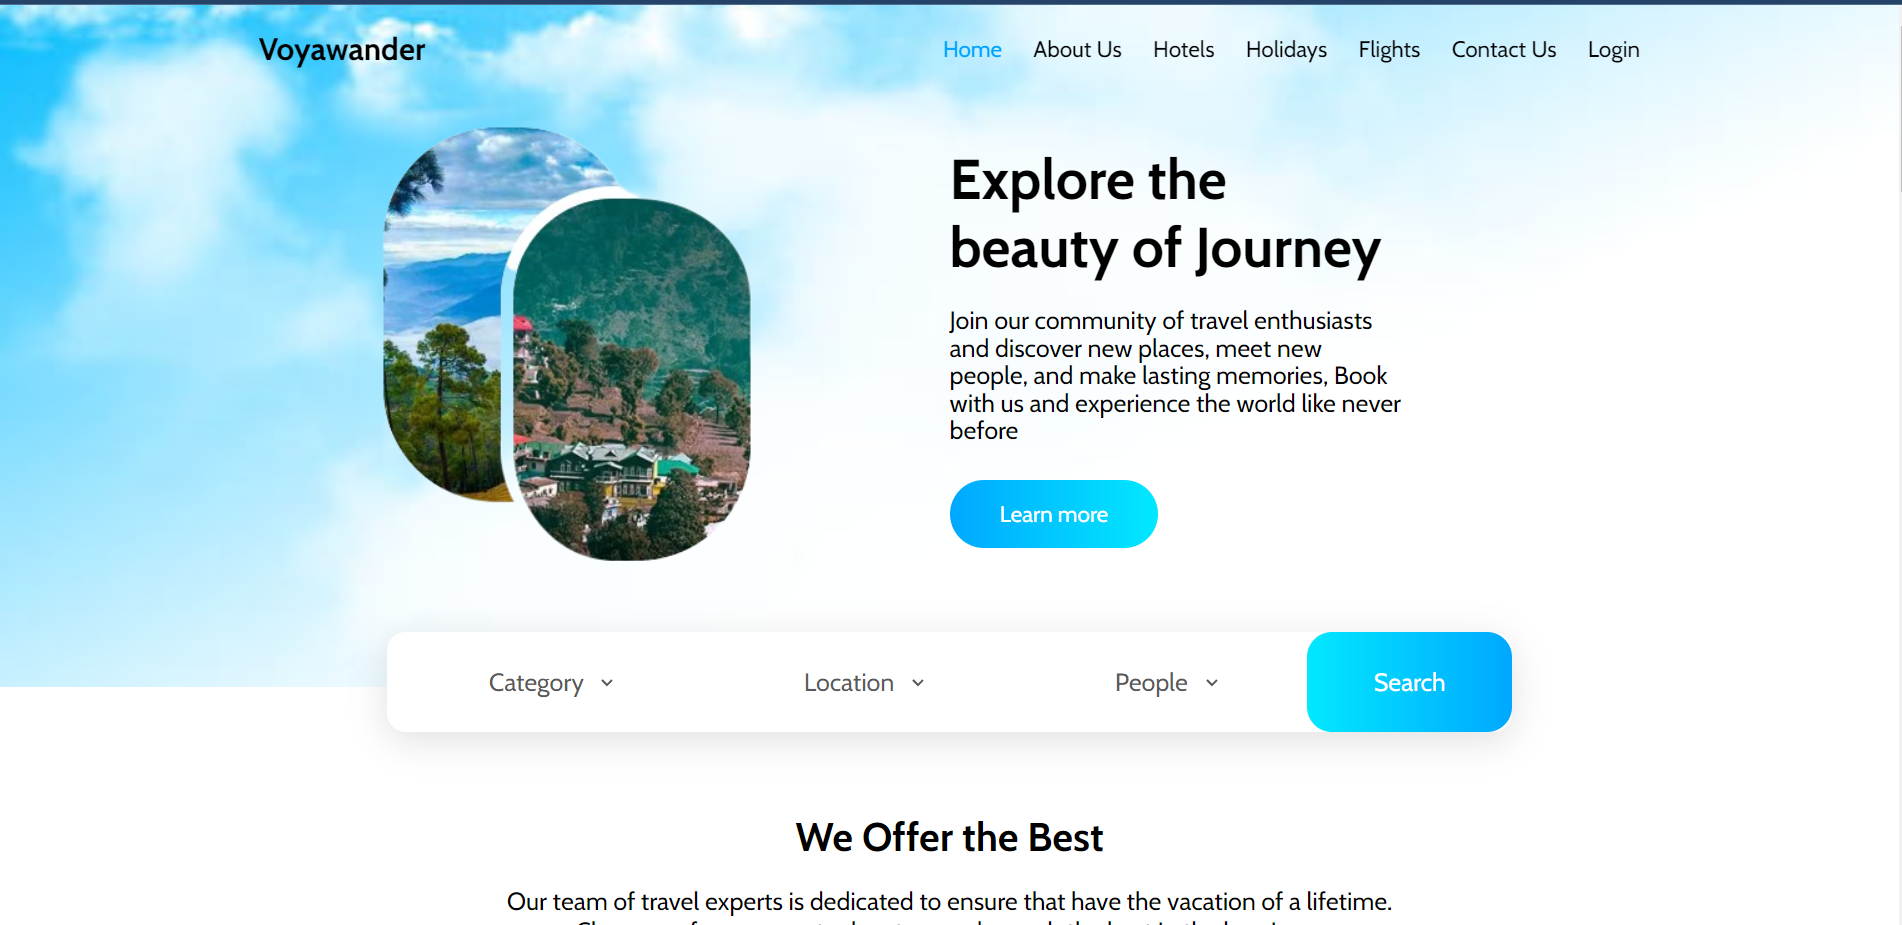 Voyawander
Home About Us Hotels Holidays Flights Contact Us Login
Explore the
beauty of Journey
Join our community of travel enthusiasts
and discover new places, meet new
people, and make lasting memories, Book
with us and experience the world like never
before
Learn more
Category Location People Search
We Offer the Best
Our team of travel experts is dedicated to ensure that have the vacation of a lifetime.